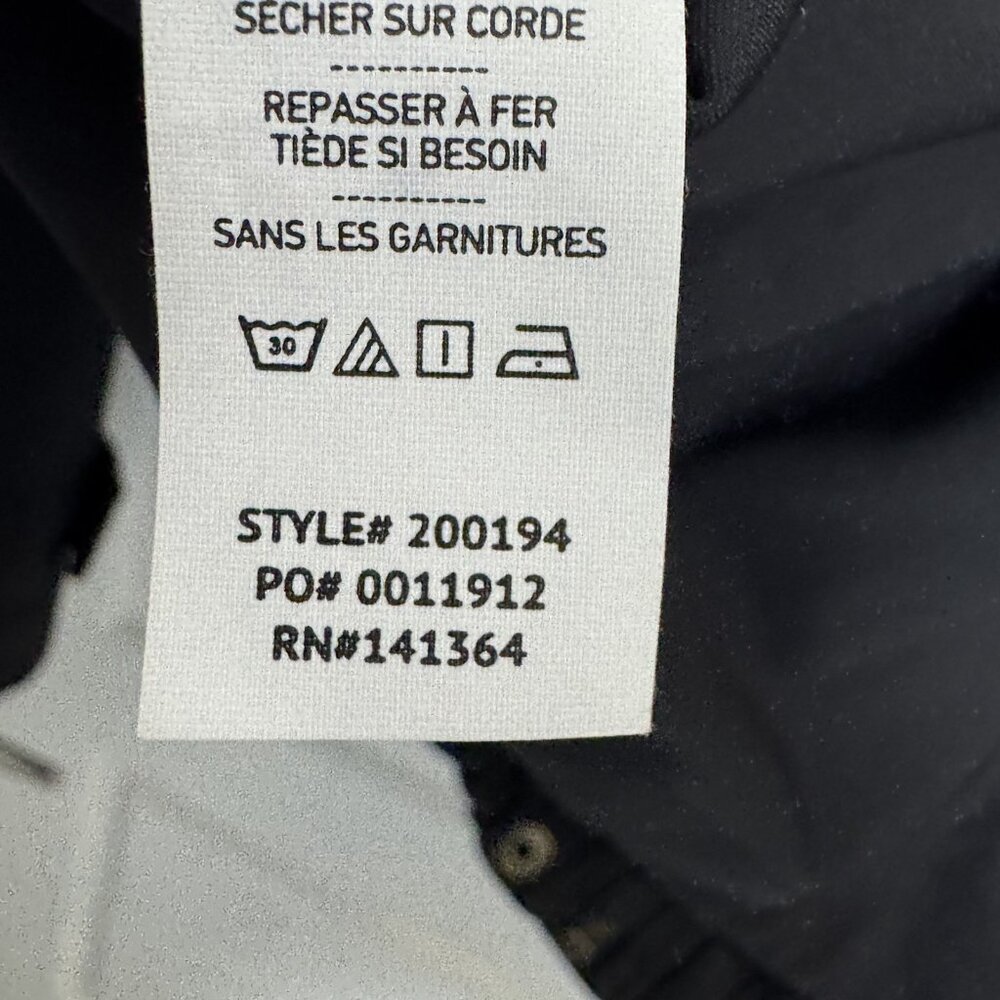 SÉCHER SUR CORDE
----------
REPASSER À FER
TIÈDE SI BESOIN
----------
SANS LES GARNITURES
30
STYLE# 200194
PO# 0011912
RN#141364